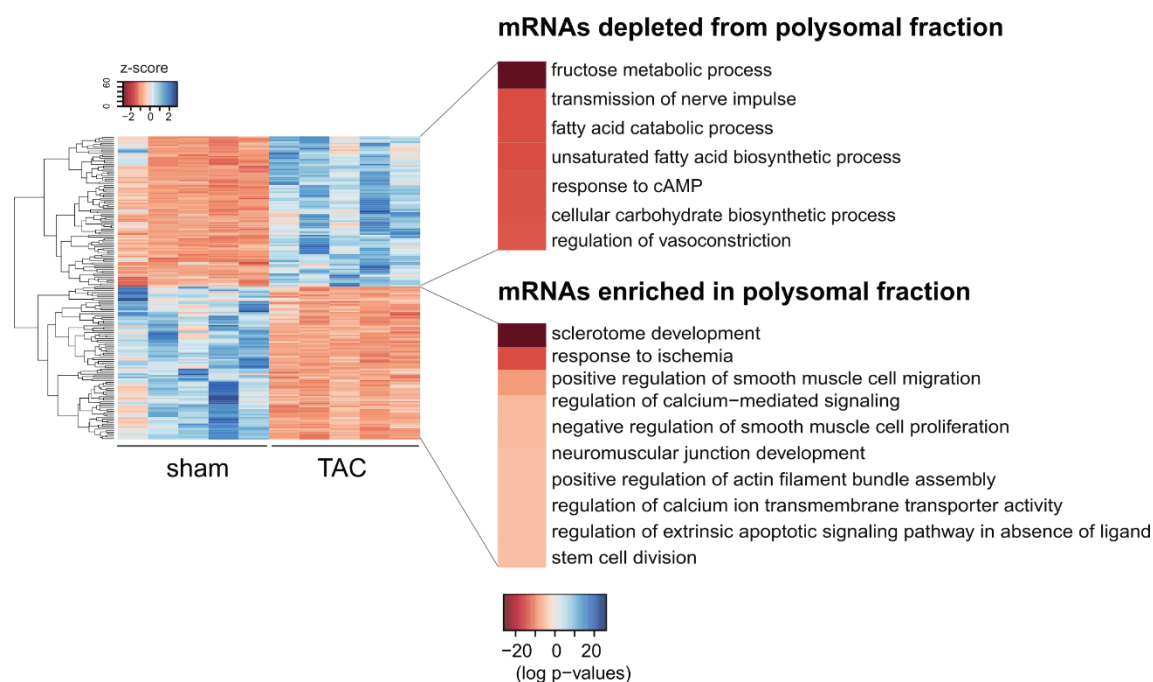 mRNAs depleted from polysomal fraction
z-score
0 60
−2 0 2
fructose metabolic process
transmission of nerve impulse
fatty acid catabolic process
unsaturated fatty acid biosynthetic process
response to cAMP
cellular carbohydrate biosynthetic process
regulation of vasoconstriction
mRNAs enriched in polysomal fraction
sclerotome development
response to ischemia
positive regulation of smooth muscle cell migration
regulation of calcium−mediated signaling
negative regulation of smooth muscle cell proliferation
neuromuscular junction development
positive regulation of actin filament bundle assembly
regulation of calcium ion transmembrane transporter activity
regulation of extrinsic apoptotic signaling pathway in absence of ligand
stem cell division
sham TAC
−20 0 20
(log p−values)